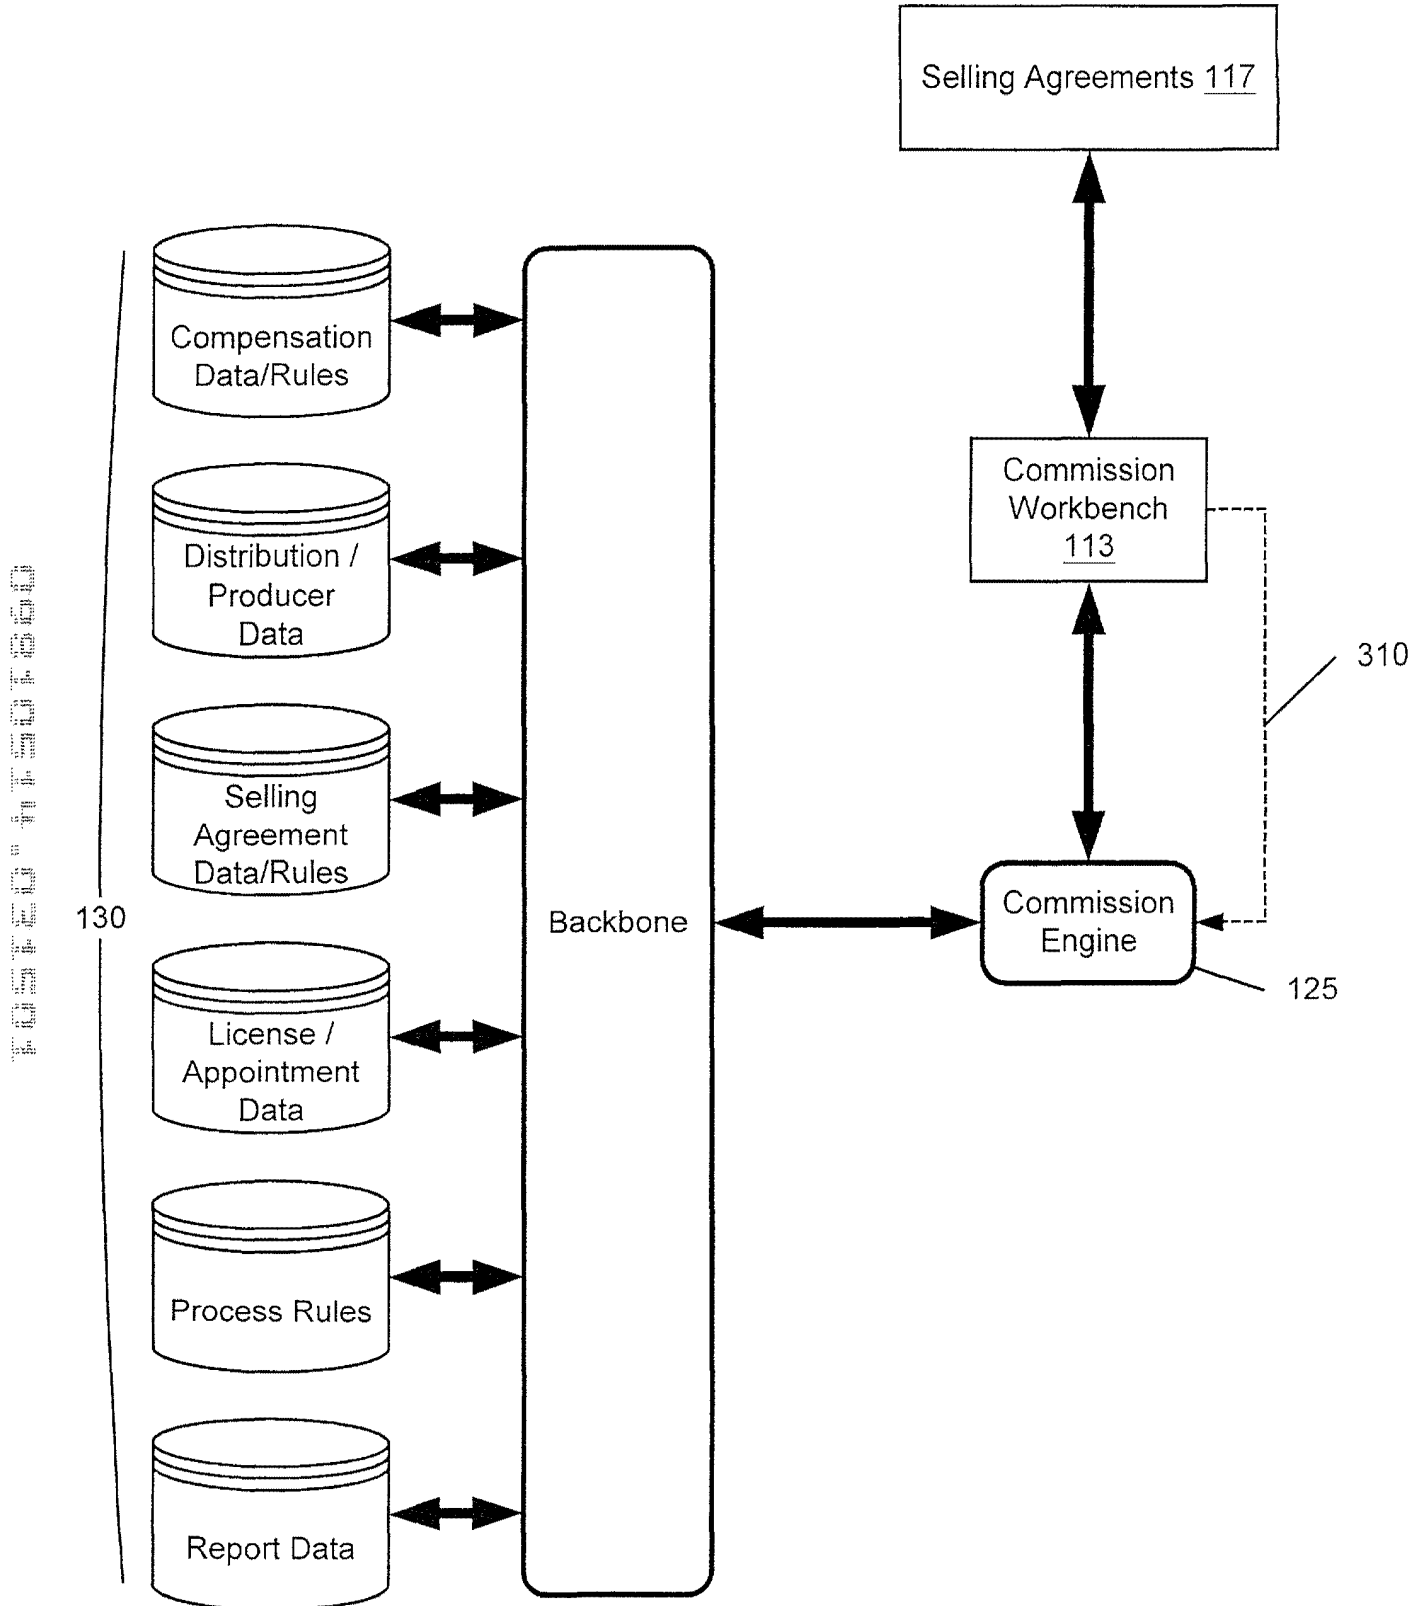 Selling Agreements 117
Compensation
Data/Rules
Distribution /
Producer
Data
Selling
Agreement
Data/Rules
130
License /
Appointment
Data
Process Rules
Report Data
Backbone
Commission
Workbench
113
310
Commission
Engine
125